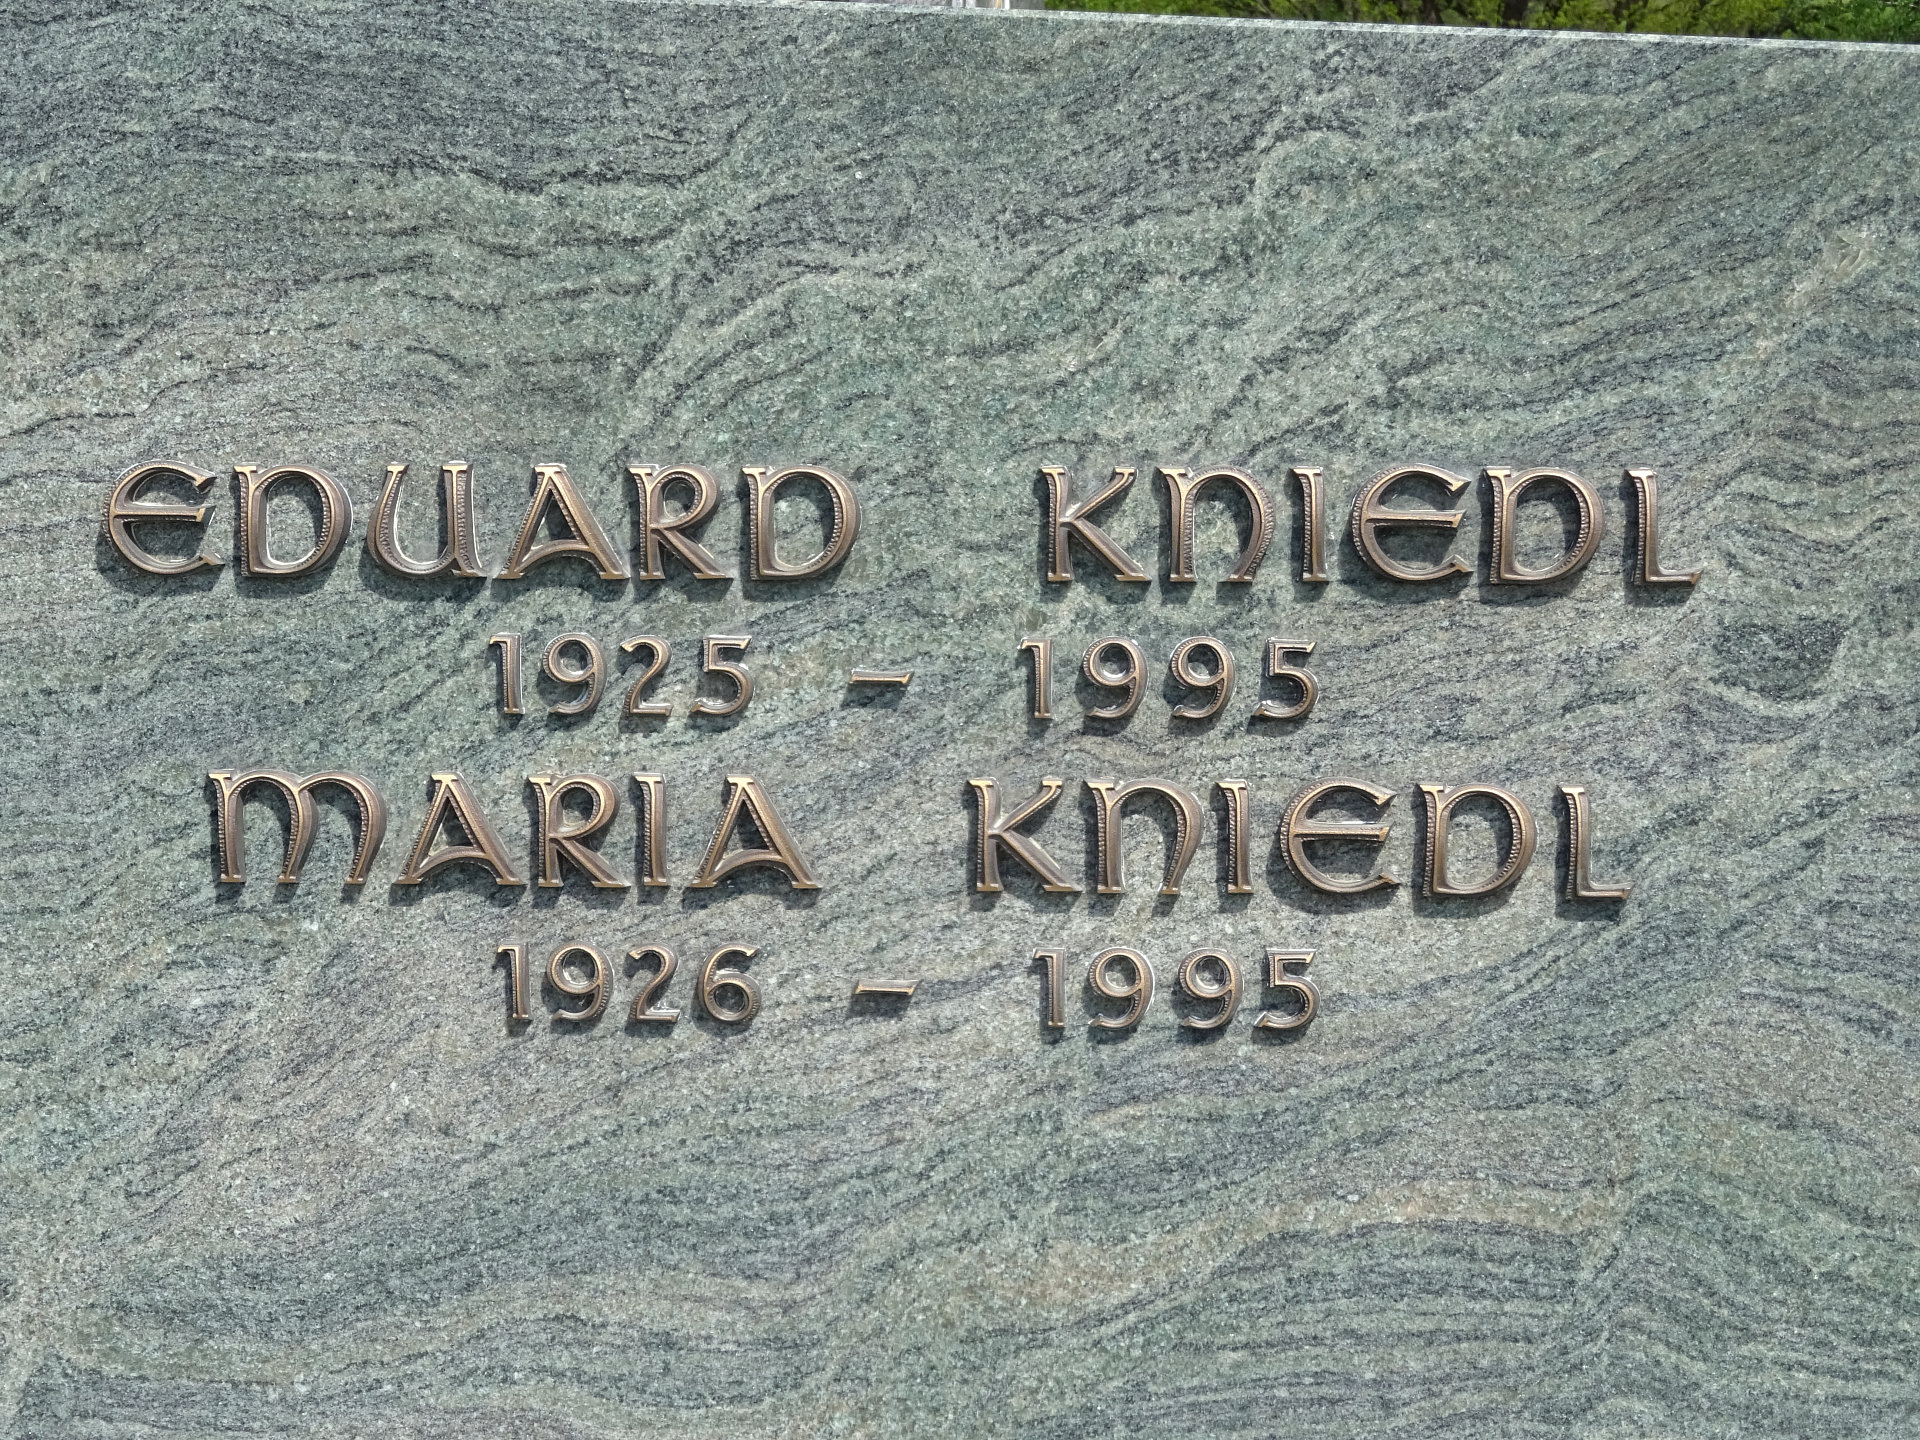 EDUARD KNIEDL
1925 – 1995
MARIA KNIEDL
1926 – 1995